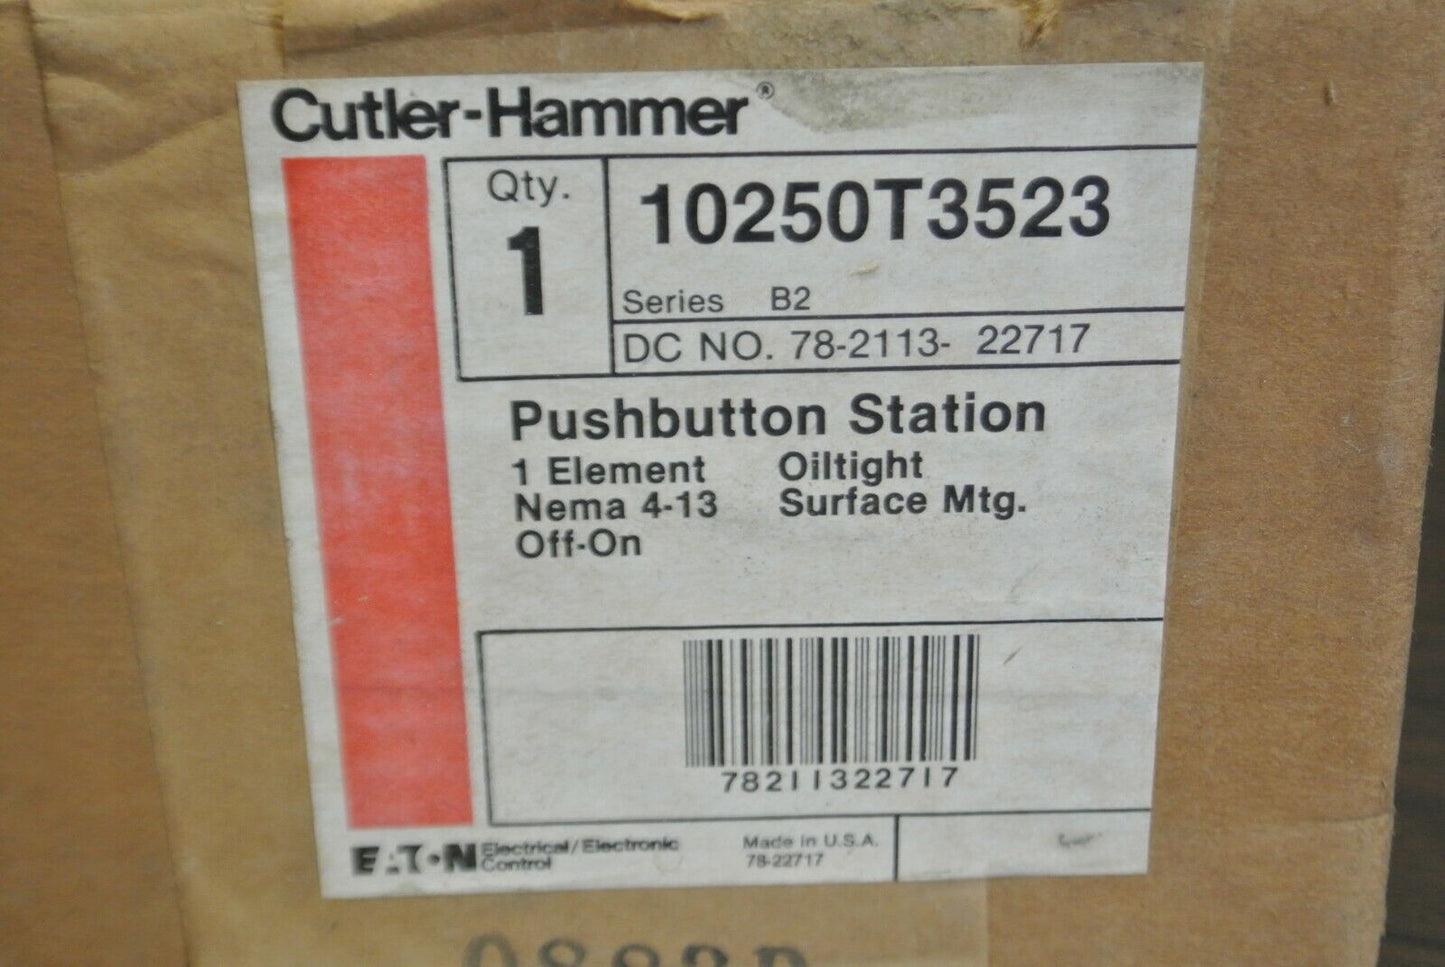 Cutler-Hammer®
Qty.
1
10250T3523
Series B2
DC NO. 78-2113- 22717
Pushbutton Station
1 Element Oiltight
Nema 4-13 Surface Mtg.
Off-On
78211322717
EATON Electrical/Electronic
Control
Made in U.S.A.
78-22717